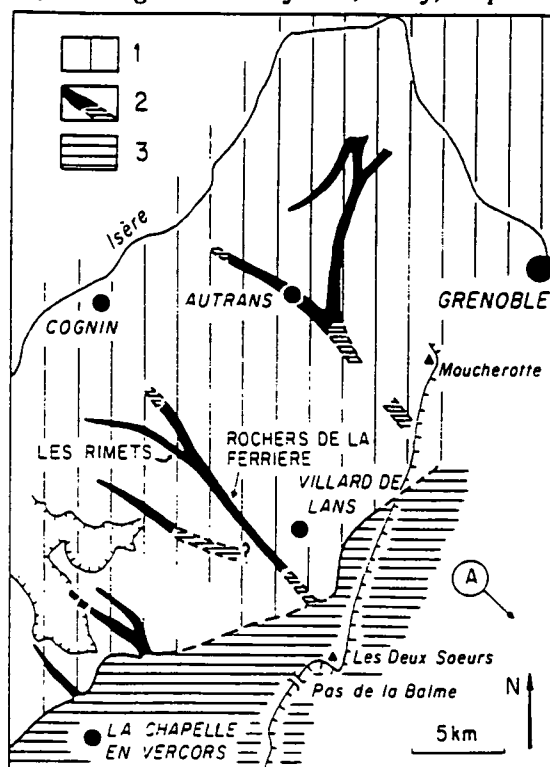 1
2
3
Isère
COGNIN
AUTRANS
GRENOBLE
Moucherotte
LES RIMETS
ROCHERS DE LA
FERRIÈRE
VILLARD DE
LANS
A
Les Deux Soeurs
Pas de la Balme
N
LA CHAPELLE
EN VERCORS
5km